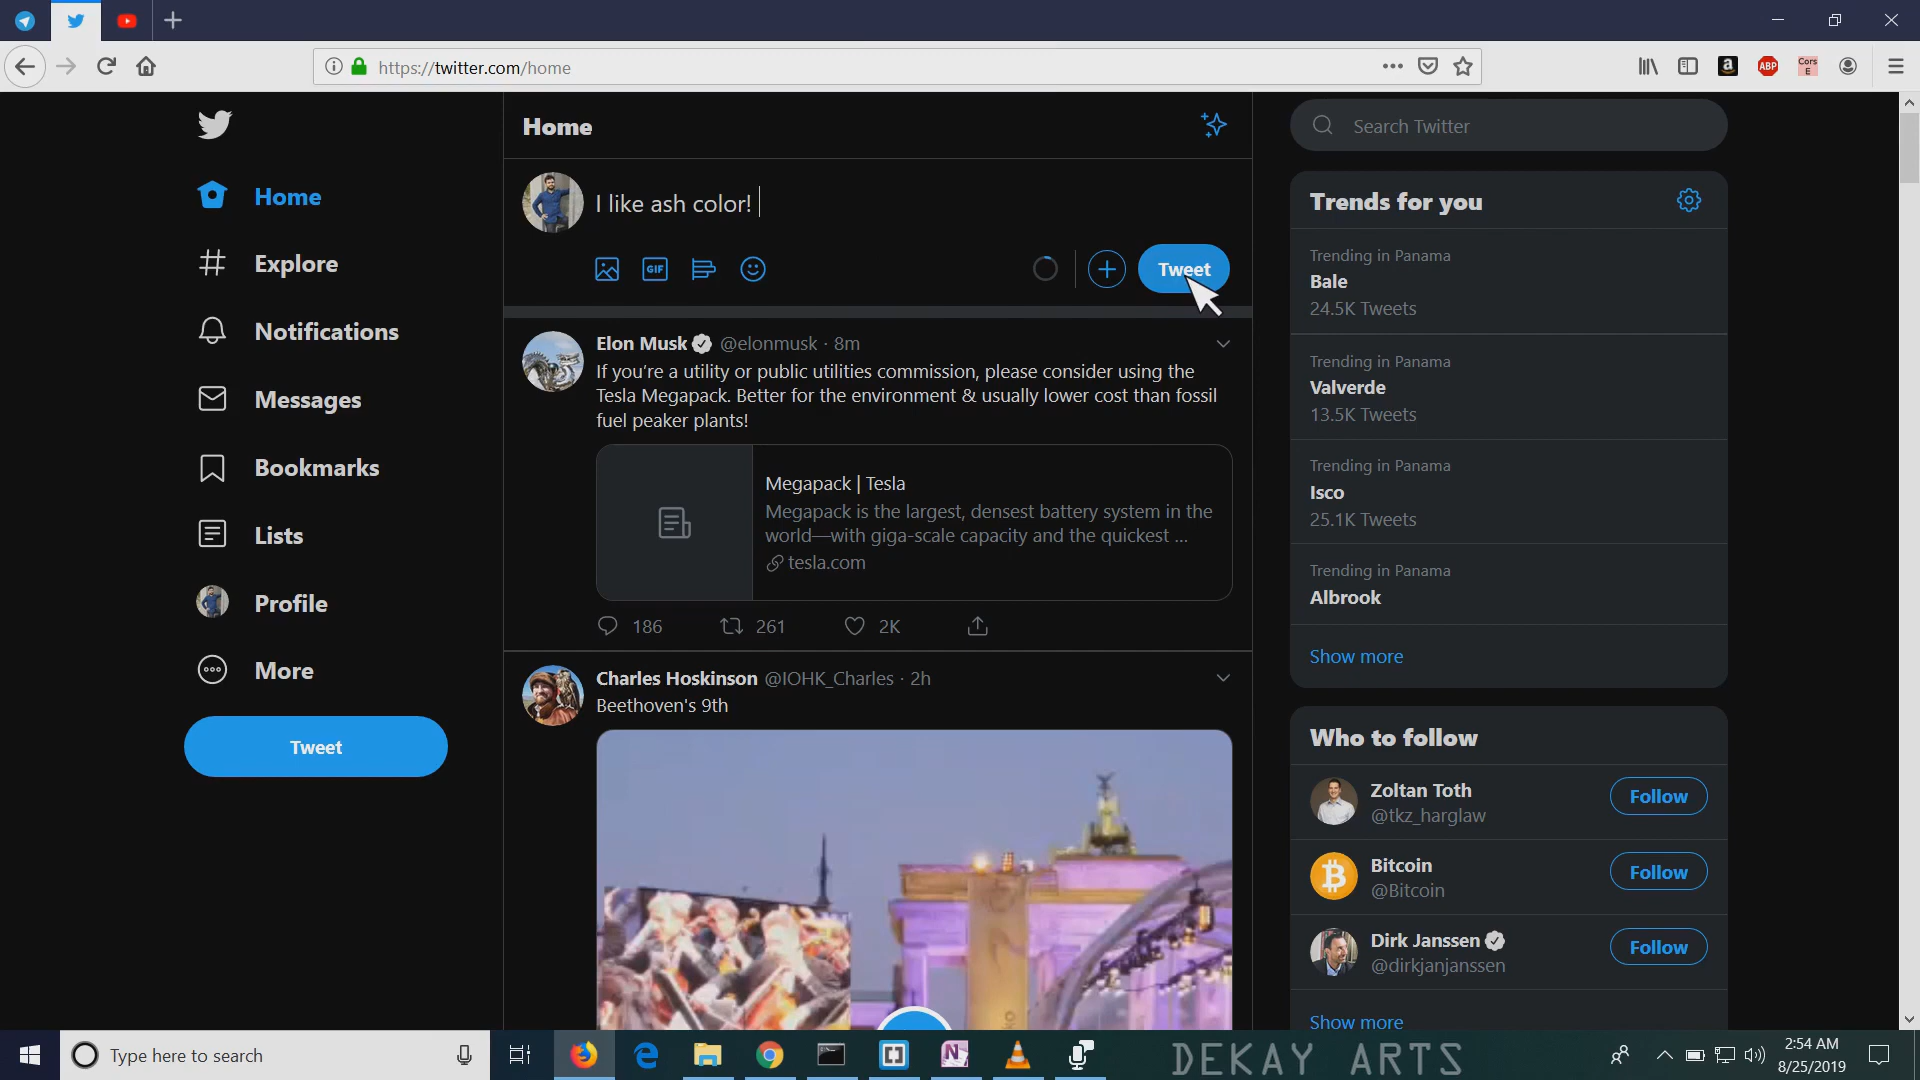 https://twitter.com/home
ABP
Cors
E
Home
Explore
Notifications
Messages
Bookmarks
Lists
Profile
More
Tweet
Home
I like ash color!
GIF
Tweet
Elon Musk @elonmusk · 8m
If you’re a utility or public utilities commission, please consider using the
Tesla Megapack. Better for the environment & usually lower cost than fossil
fuel peaker plants!
Megapack | Tesla
Megapack is the largest, densest battery system in the
world—with giga-scale capacity and the quickest ...
tesla.com
186 261 2K
Charles Hoskinson @IOHK_Charles · 2h
Beethoven's 9th
Search Twitter
Trends for you
Trending in Panama
Bale
24.5K Tweets
Trending in Panama
Valverde
13.5K Tweets
Trending in Panama
Isco
25.1K Tweets
Trending in Panama
Albrook
Show more
Who to follow
Zoltan Toth
@tkz_harglaw
Follow
Bitcoin
@Bitcoin
Follow
Dirk Janssen
@dirkjanjanssen
Follow
Show more
Type here to search
DEKAY ARTS
2:54 AM
8/25/2019